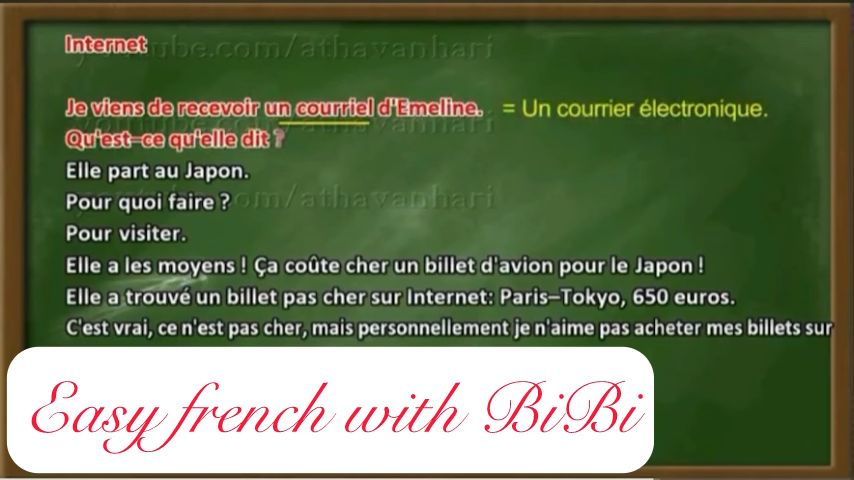 Internet
youtube.com/athavanhari
Je viens de recevoir un courriel d'Emeline. = Un courrier électronique.
Qu'est-ce qu'elle dit ?
Elle part au Japon.
Pour quoi faire ?
Pour visiter.
Elle a les moyens ! Ça coûte cher un billet d'avion pour le Japon !
Elle a trouvé un billet pas cher sur Internet: Paris–Tokyo, 650 euros.
C'est vrai, ce n'est pas cher, mais personnellement je n'aime pas acheter mes billets sur
Easy french with BiBi